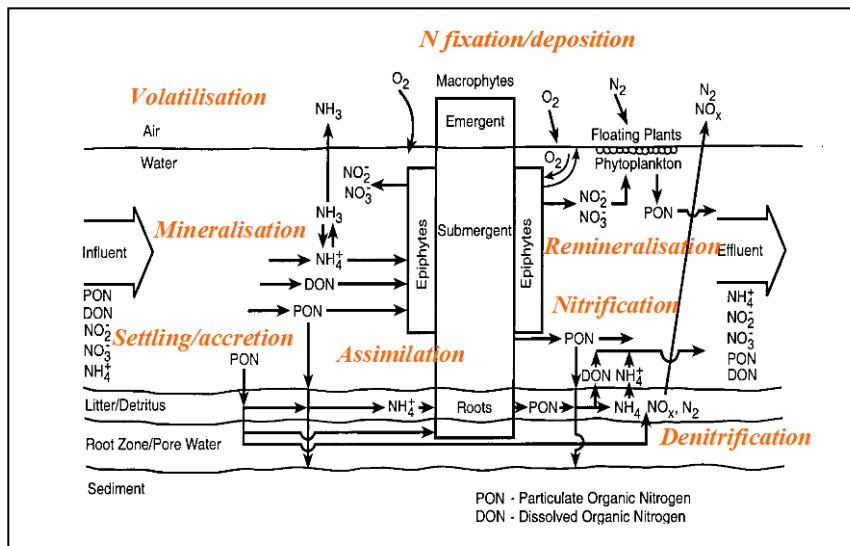 N fixation/deposition
Volatilisation
Macrophytes
O₂
NH₃
Emergent
O₂
N₂
N₂
NOₓ
Air
Water
Floating Plants
Phytoplankton
O₂
NO₂⁻
NO₃⁻
NH₃
Mineralisation
NH₄⁺
DON
PON
Epiphytes
Submergent
Epiphytes
NO₂⁻
NO₃⁻
PON
Remineralisation
Influent
Effluent
PON
DON
NO₂⁻
NO₃⁻
NH₄⁺
NH₄⁺
NO₂⁻
NO₃⁻
PON
DON
Nitrification
Settling/accretion
Assimilation
PON
PON
DON
NH₄⁺
Litter/Detritus
NH₄⁺
Roots
PON
NH₄
NOₓ, N₂
Root Zone/Pore Water
Denitrification
Sediment
PON - Particulate Organic Nitrogen
DON - Dissolved Organic Nitrogen